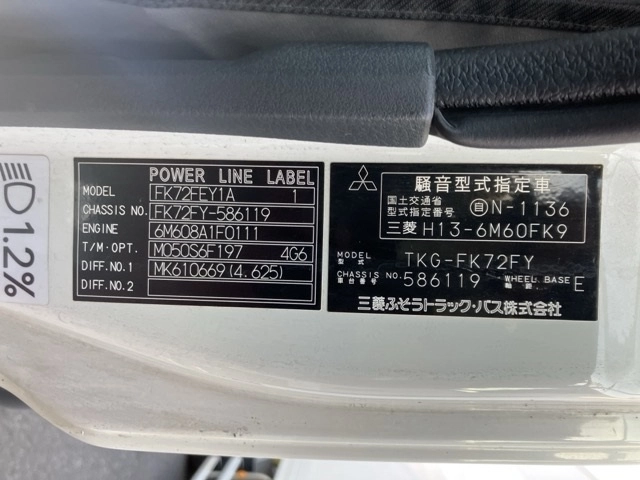 1.2%
POWER LINE LABEL
MODEL FK72FEY1A 1
CHASSIS NO. FK72FY-586119
ENGINE 6M608A1F0111
T/M・OPT. M050S6F197 4G6
DIFF.NO.1 MK610669(4.625)
DIFF.NO.2
騒音型式指定車
国土交通省
型式指定番号 自N-1136
三菱 H13-6M60FK9
MODEL
型式 TKG-FK72FY
CHASSIS NO.
車台番号 586119 WHEEL BASE
軸距 E
三菱ふそうトラック・バス株式会社